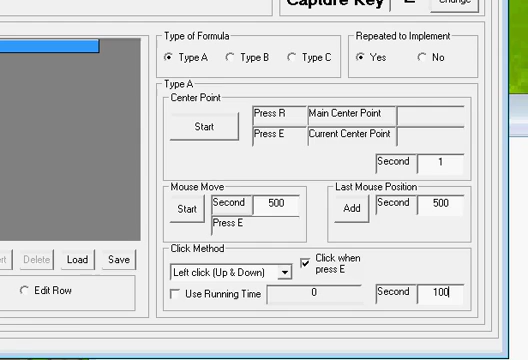 Capture Key
Change
Type of Formula
Type A
Type B
Type C
Repeated to Implement
Yes
No
Type A
Center Point
Start
Press R
Main Center Point
Press E
Current Center Point
Second
1
Mouse Move
Start
Second
500
Press E
Last Mouse Position
Add
Second
500
Delete
Load
Save
Edit Row
Click Method
Left click (Up & Down)
Click when
press E
Use Running Time
0
Second
100